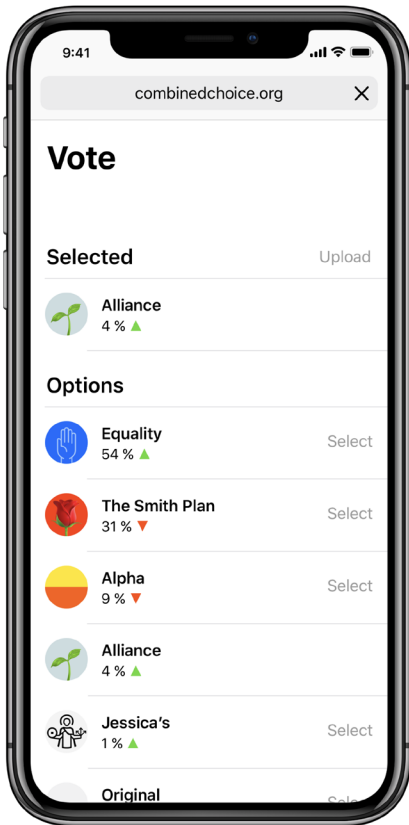 9:41
combinedchoice.org
Vote
Selected Upload
Alliance
4 %
Options
Equality
54 % Select
The Smith Plan
31 % Select
Alpha
9 % Select
Alliance
4 %
Jessica's
1 % Select
Original
Select